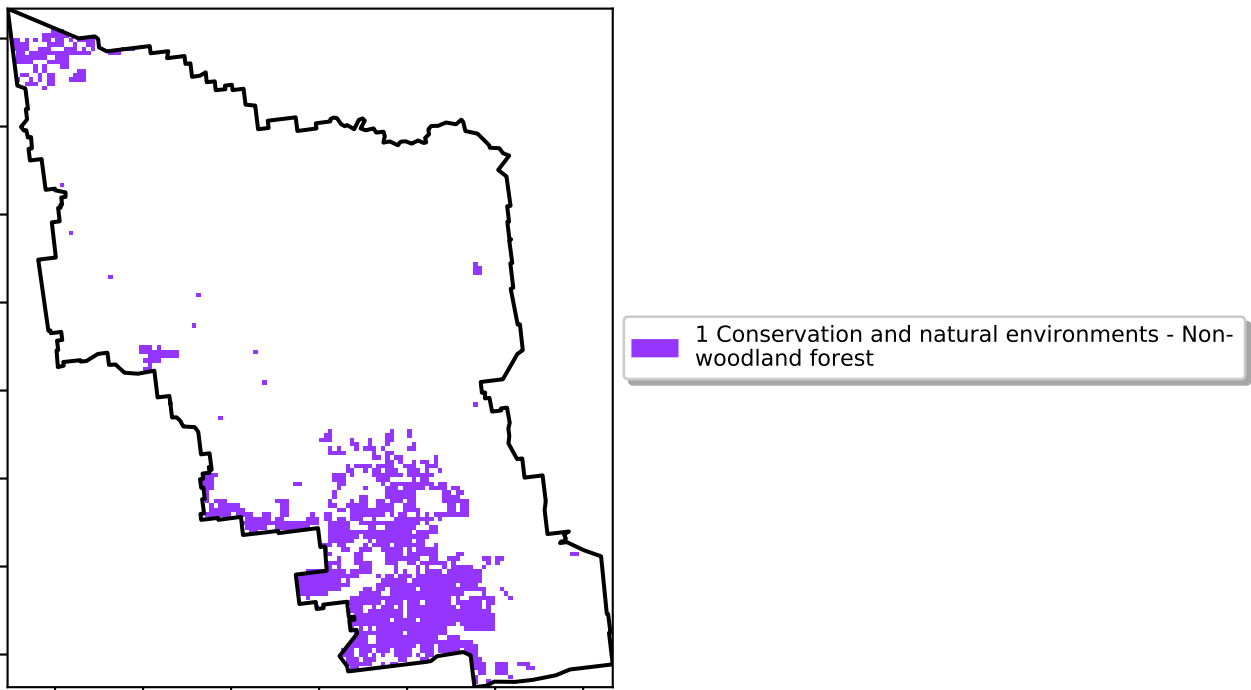 1 Conservation and natural environments - Non-
woodland forest